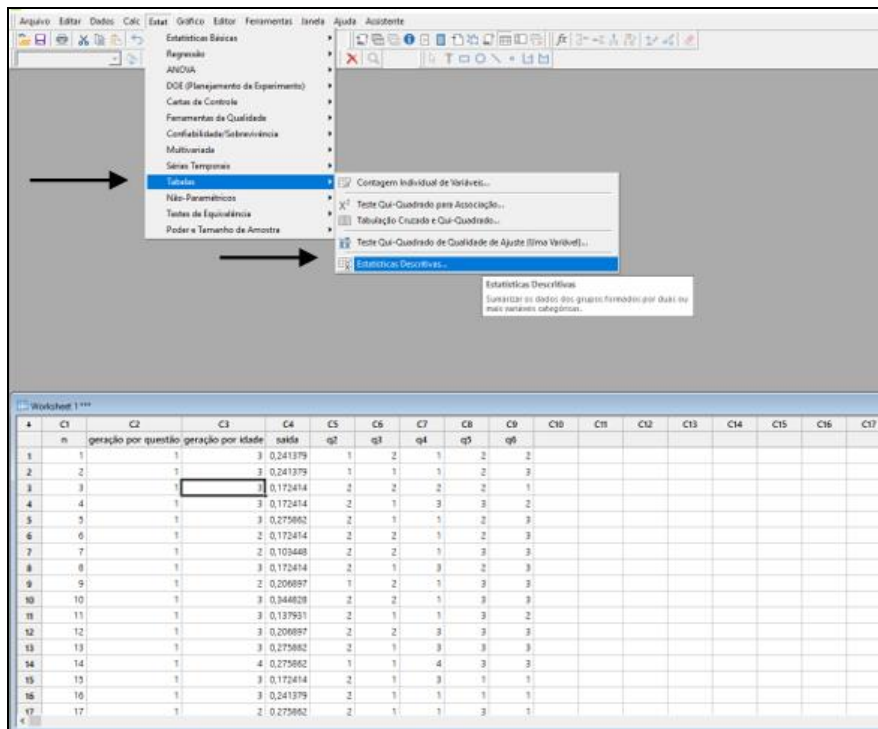 Arquivo Editar Dados Calc Estat Gráfico Editor Ferramentas Janela Ajuda Assistente
Estatísticas Básicas
Regressão
ANOVA
DOE (Planejamento de Experimento)
Cartas de Controle
Ferramentas de Qualidade
Confiabilidade/Sobrevivência
Multivariada
Séries Temporais
Tabelas
Não-Paramétricos
Testes de Equivalência
Poder e Tamanho de Amostra
Contagem Individual de Variáveis...
Teste Qui-Quadrado para Associação...
Tabulação Cruzada e Qui-Quadrado...
Teste Qui-Quadrado de Qualidade de Ajuste (Uma Variável)...
Estatísticas Descritivas...
Estatísticas Descritivas
Sumarizar os dados dos grupos formados por duas ou
mais variáveis categóricas.
Worksheet 1 ***
C1 C2 C3 C4 C5 C6 C7 C8 C9 C10 C11 C12 C13 C14 C15 C16 C17
n geração por questão geração por idade saída q2 q3 q4 q5 q6
1 1 1 3 0,241379 1 2 1 2 2
2 2 1 3 0,241379 1 1 1 2 3
3 3 1 3 0,172414 2 2 2 2 1
4 4 1 3 0,172414 2 1 3 3 2
5 5 1 3 0,275862 2 1 1 2 3
6 6 1 2 0,172414 2 2 1 2 3
7 7 1 2 0,103448 2 2 1 3 3
8 8 1 3 0,172414 2 1 3 2 3
9 9 1 2 0,206897 1 2 1 3 3
10 10 1 3 0,344828 2 2 1 3 3
11 11 1 3 0,137931 2 1 1 3 2
12 12 1 3 0,206897 2 2 3 3 3
13 13 1 3 0,275862 2 1 3 3 3
14 14 1 4 0,275862 1 1 4 3 3
15 15 1 3 0,172414 2 1 3 1 1
16 16 1 3 0,241379 2 1 1 1 1
17 17 1 2 0,275862 2 1 1 3 1